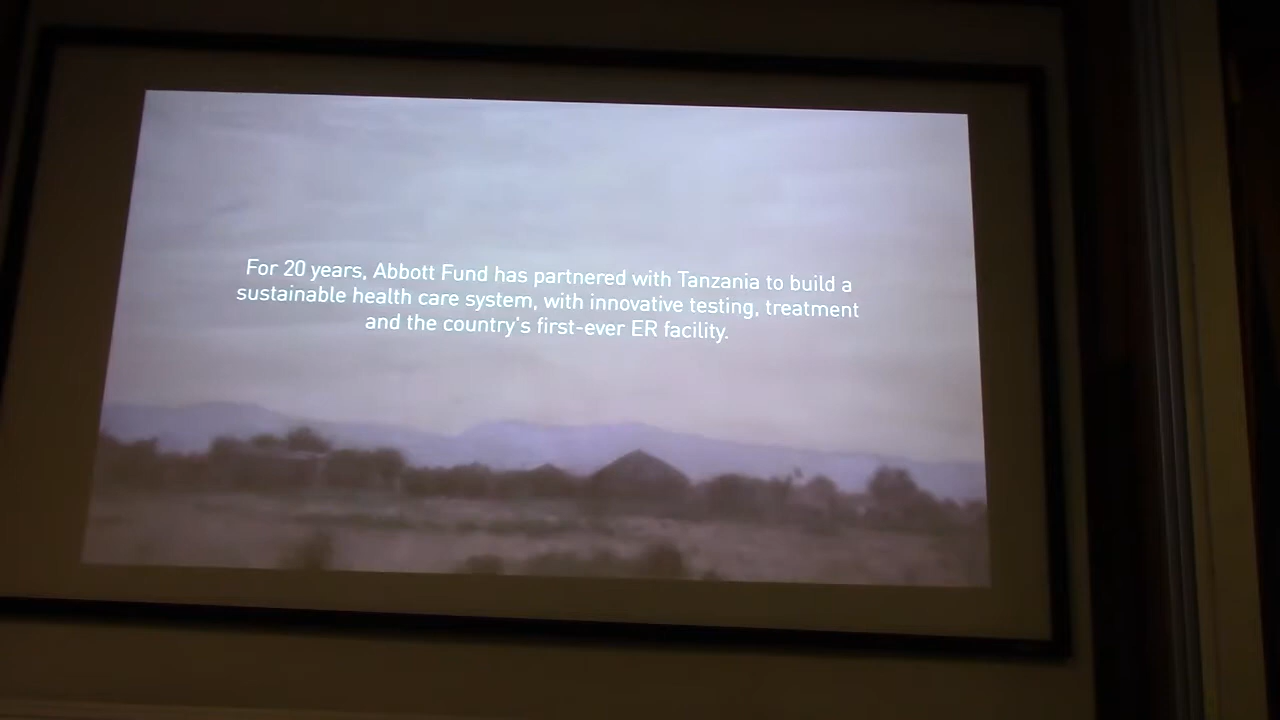 For 20 years, Abbott Fund has partnered with Tanzania to build a
sustainable health care system, with innovative testing, treatment
and the country's first-ever ER facility.